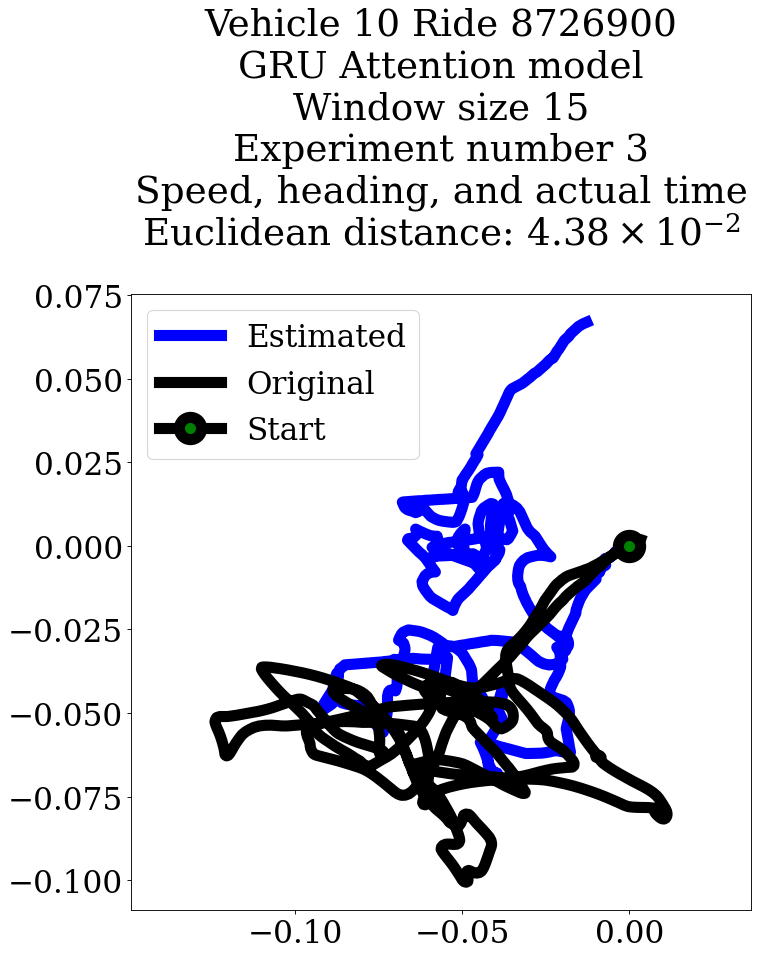 Vehicle 10 Ride 8726900
GRU Attention model
Window size 15
Experiment number 3
Speed, heading, and actual time
Euclidean distance: 4.38 × 10⁻²
0.075
0.050
0.025
0.000
−0.025
−0.050
−0.075
−0.100
Estimated
Original
Start
−0.10
−0.05
0.00